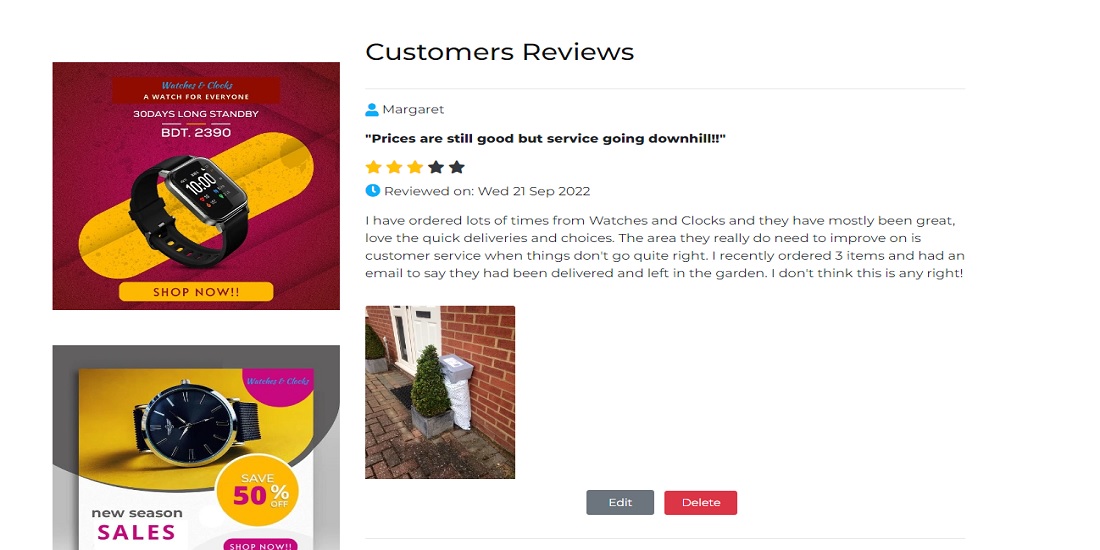 Customers Reviews
Margaret
"Prices are still good but service going downhill!!"
Reviewed on: Wed 21 Sep 2022
I have ordered lots of times from Watches and Clocks and they have mostly been great,
love the quick deliveries and choices. The area they really do need to improve on is
customer service when things don't go quite right. I recently ordered 3 items and had an
email to say they had been delivered and left in the garden. I don't think this is any right!
Edit
Delete
Watches & Clocks
A WATCH FOR EVERYONE
30DAYS LONG STANDBY
BDT. 2390
10:00
SHOP NOW!!
Watches & Clocks
SAVE
50%
OFF
new season
SALES
SHOP NOW!!